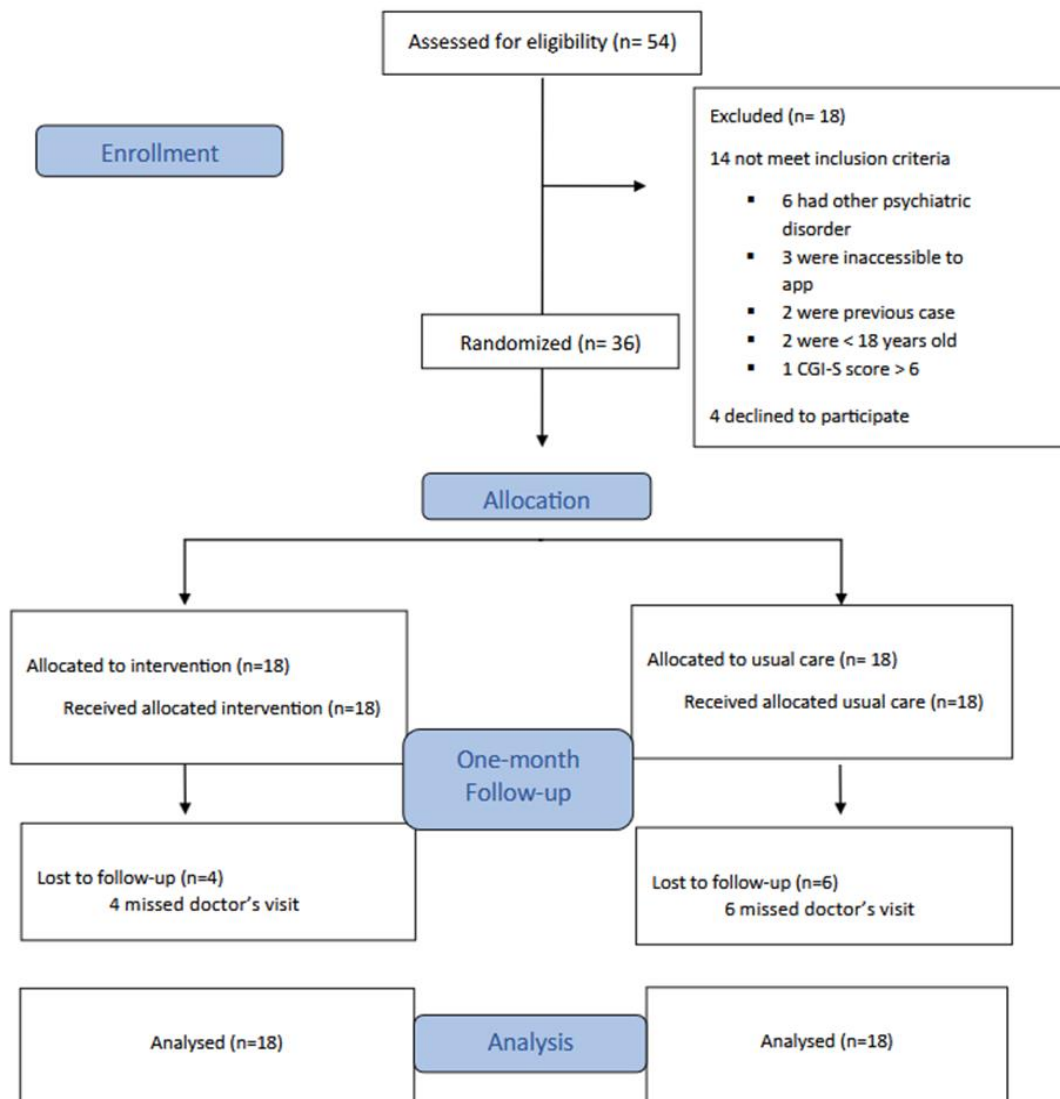 Assessed for eligibility (n= 54)
Enrollment
Excluded (n= 18)
14 not meet inclusion criteria
▪ 6 had other psychiatric
disorder
▪ 3 were inaccessible to
app
▪ 2 were previous case
▪ 2 were < 18 years old
▪ 1 CGI-S score > 6
4 declined to participate
Randomized (n= 36)
Allocation
Allocated to intervention (n=18)
Received allocated intervention (n=18)
Allocated to usual care (n= 18)
Received allocated usual care (n=18)
One-month
Follow-up
Lost to follow-up (n=4)
4 missed doctor’s visit
Lost to follow-up (n=6)
6 missed doctor’s visit
Analysed (n=18)
Analysis
Analysed (n=18)